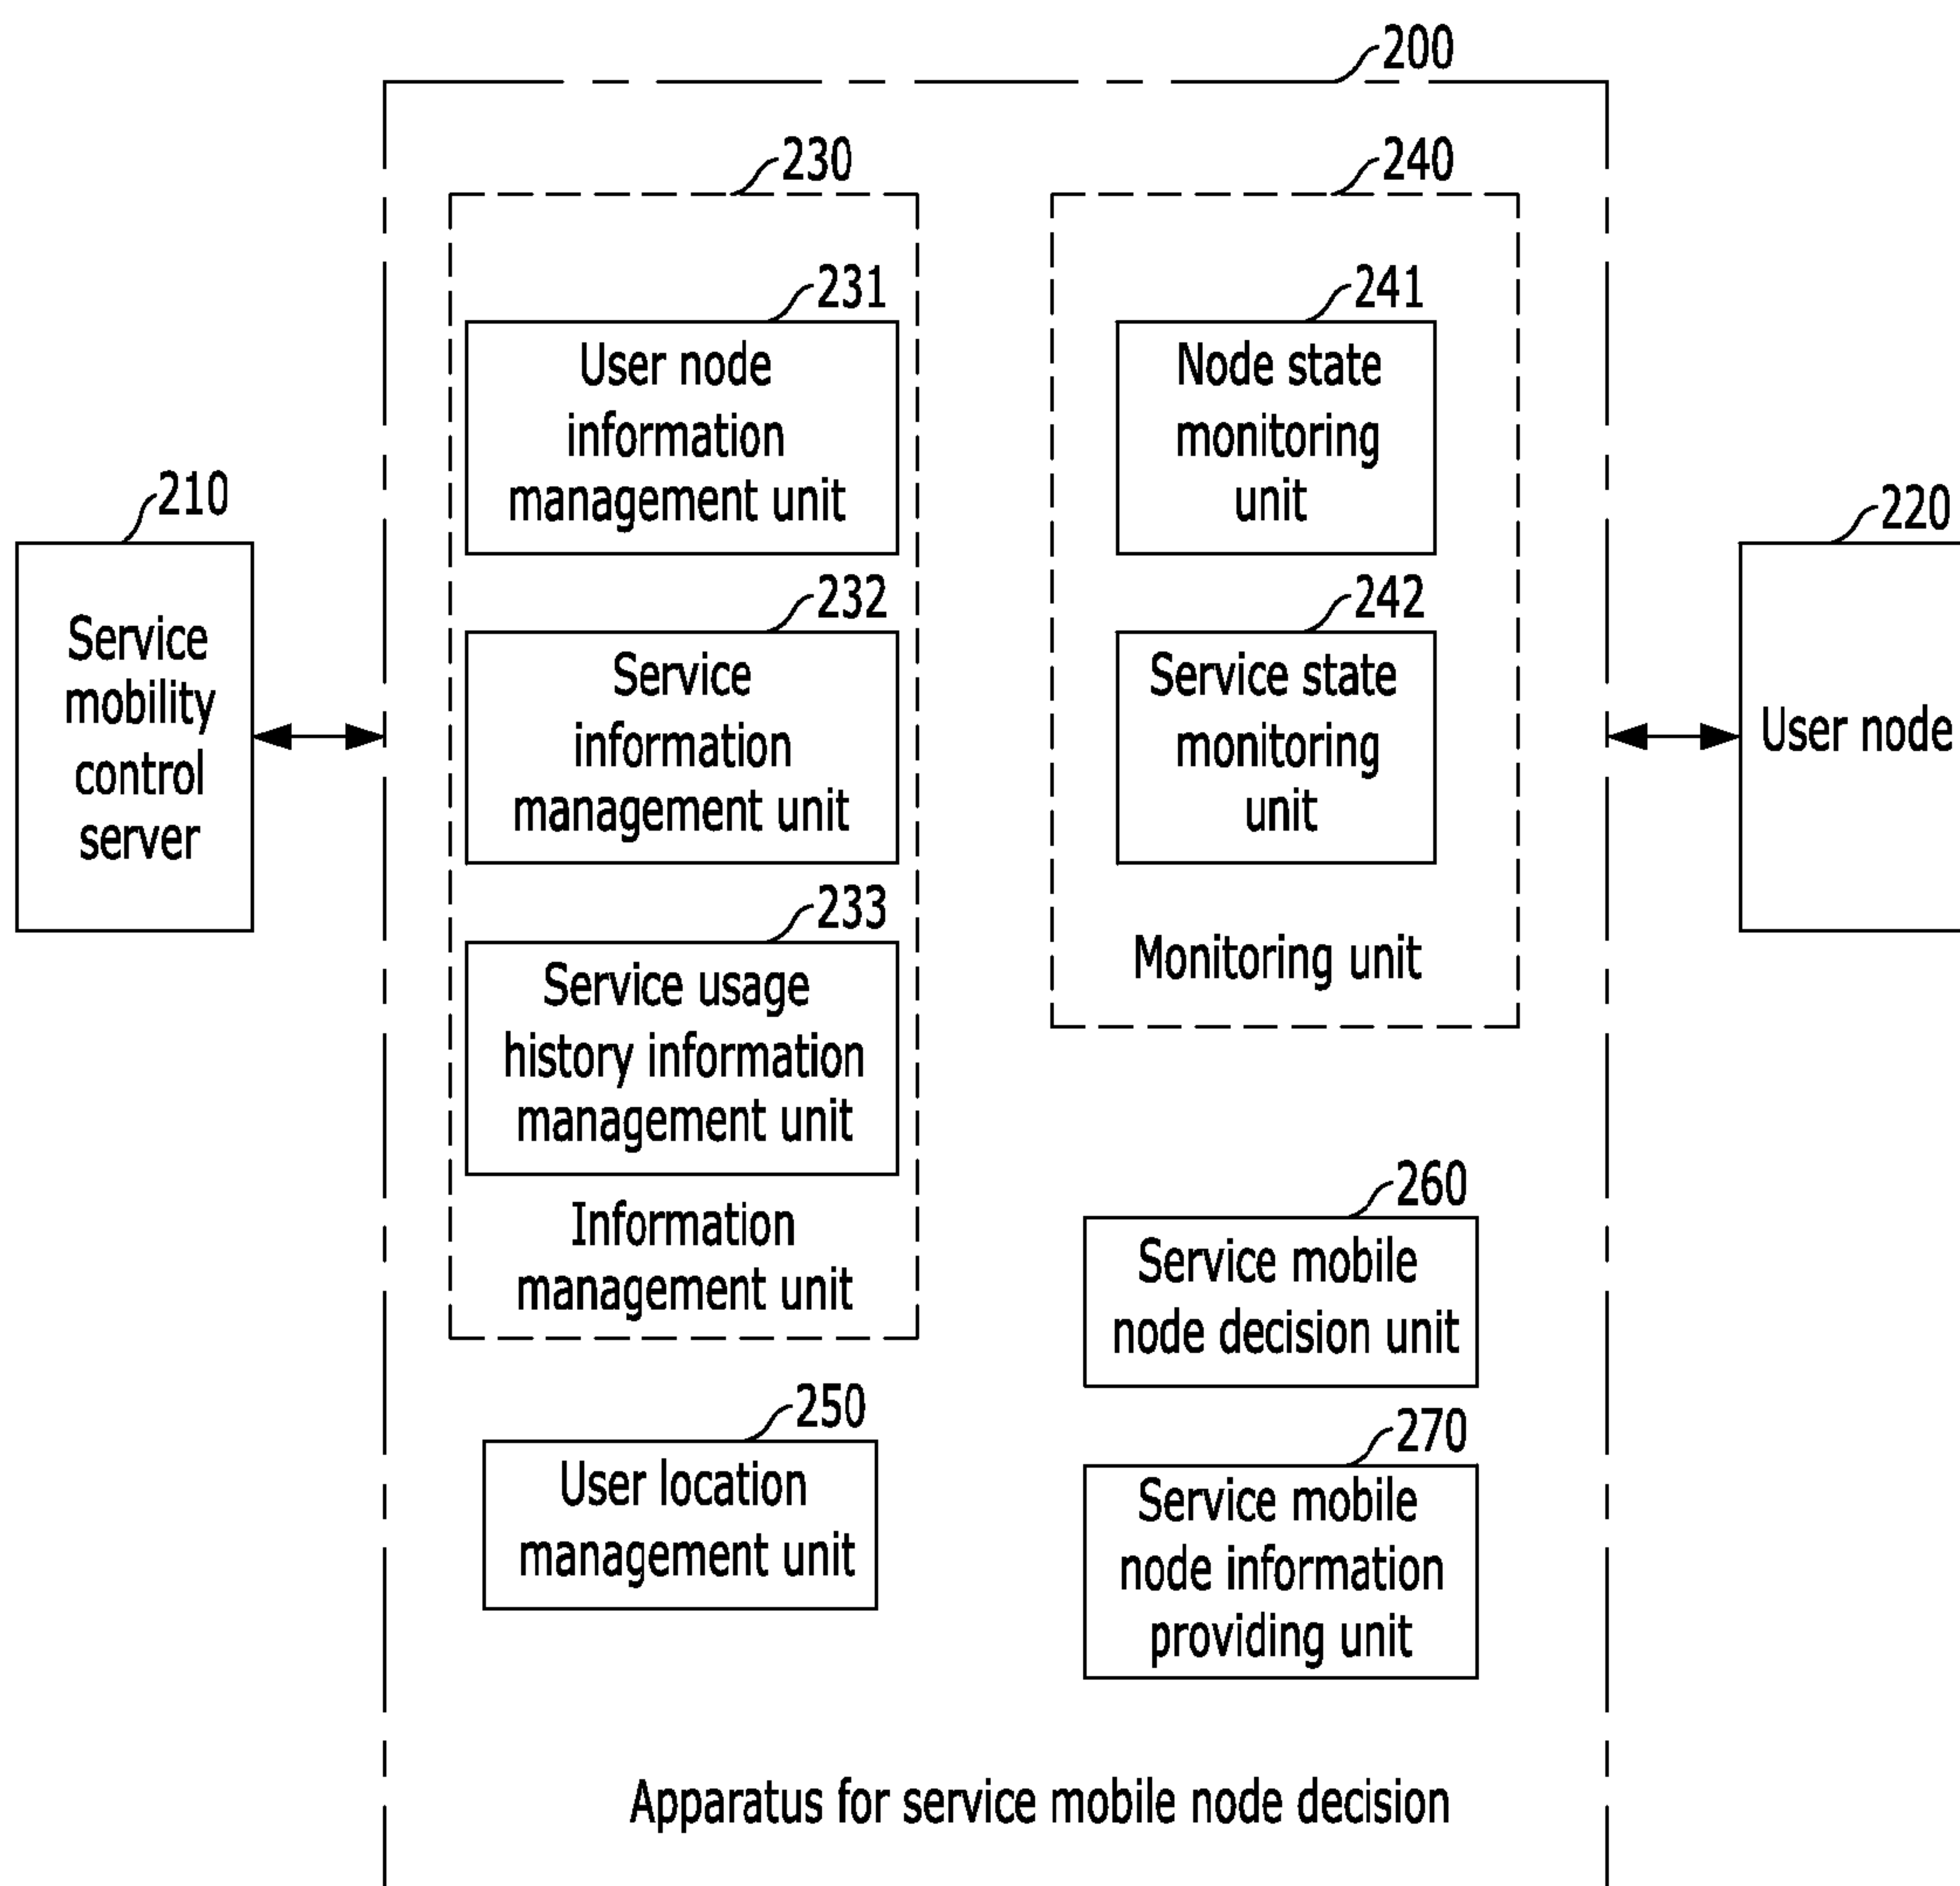 200
230
240
231
User node
information
management unit
241
Node state
monitoring
unit
210
Service
mobility
control
server
220
User node
232
Service
information
management unit
242
Service state
monitoring
unit
233
Service usage
history information
management unit
Information
management unit
Monitoring unit
260
Service mobile
node decision unit
250
User location
management unit
270
Service mobile
node information
providing unit
Apparatus for service mobile node decision